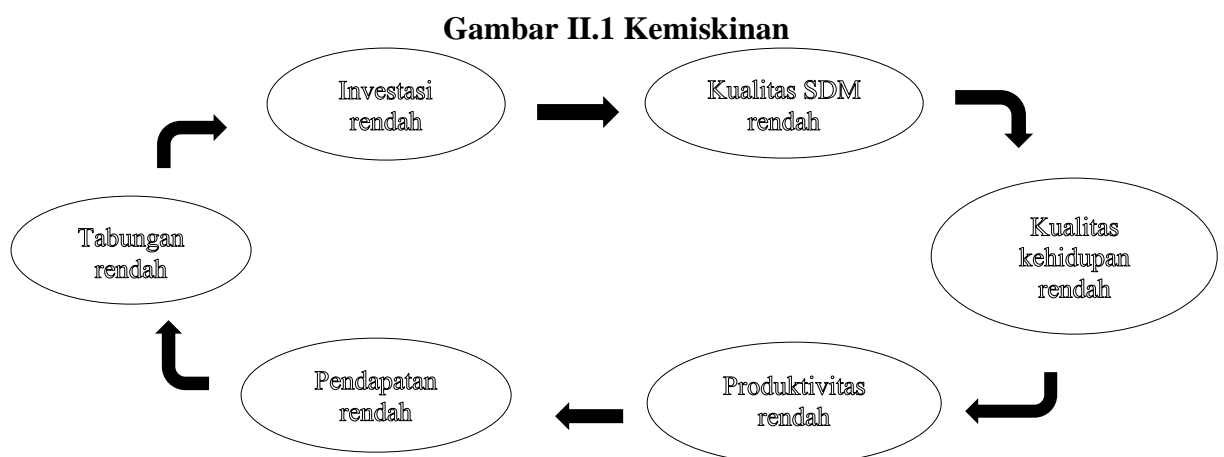 Gambar II.1 Kemiskinan
Investasi
rendah
Kualitas SDM
rendah
Kualitas
kehidupan
rendah
Produktivitas
rendah
Pendapatan
rendah
Tabungan
rendah